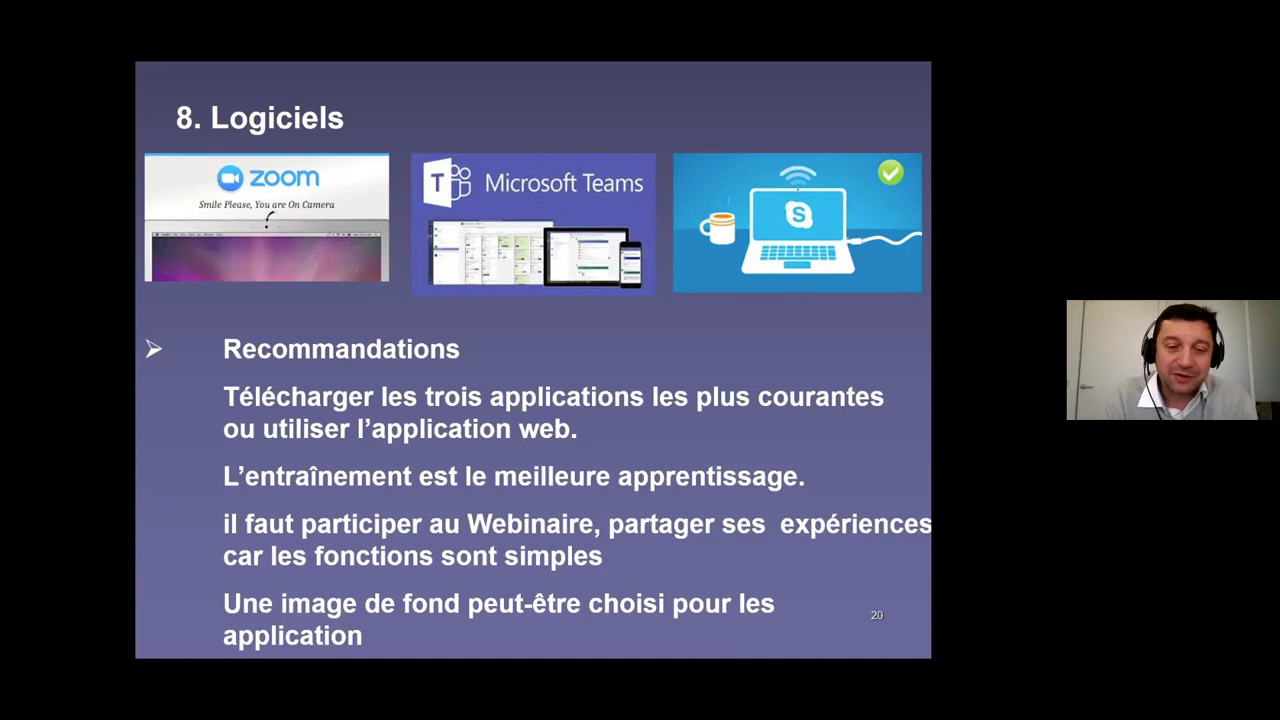 8. Logiciels
zoom
Smile Please, You are On Camera
T
Microsoft Teams
S
Recommandations
Télécharger les trois applications les plus courantes
ou utiliser l’application web.
L’entraînement est le meilleure apprentissage.
il faut participer au Webinaire, partager ses expériences
car les fonctions sont simples
Une image de fond peut-être choisi pour les
application
20